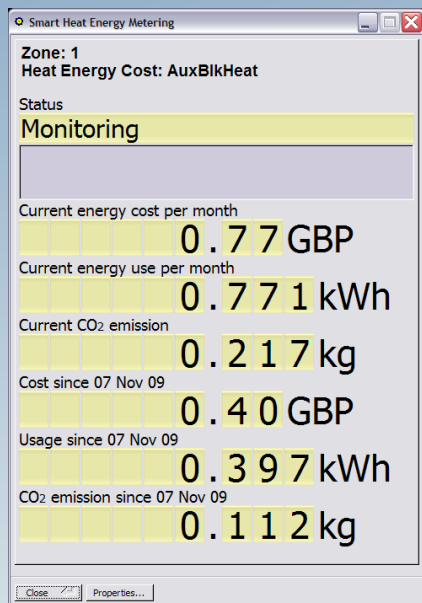 Smart Heat Energy Metering
Zone: 1
Heat Energy Cost: AuxBlkHeat
Status
Monitoring
Current energy cost per month
0.77 GBP
Current energy use per month
0.771 kWh
Current CO₂ emission
0.217 kg
Cost since 07 Nov 09
0.40 GBP
Usage since 07 Nov 09
0.397 kWh
CO₂ emission since 07 Nov 09
0.112 kg
Close Properties...